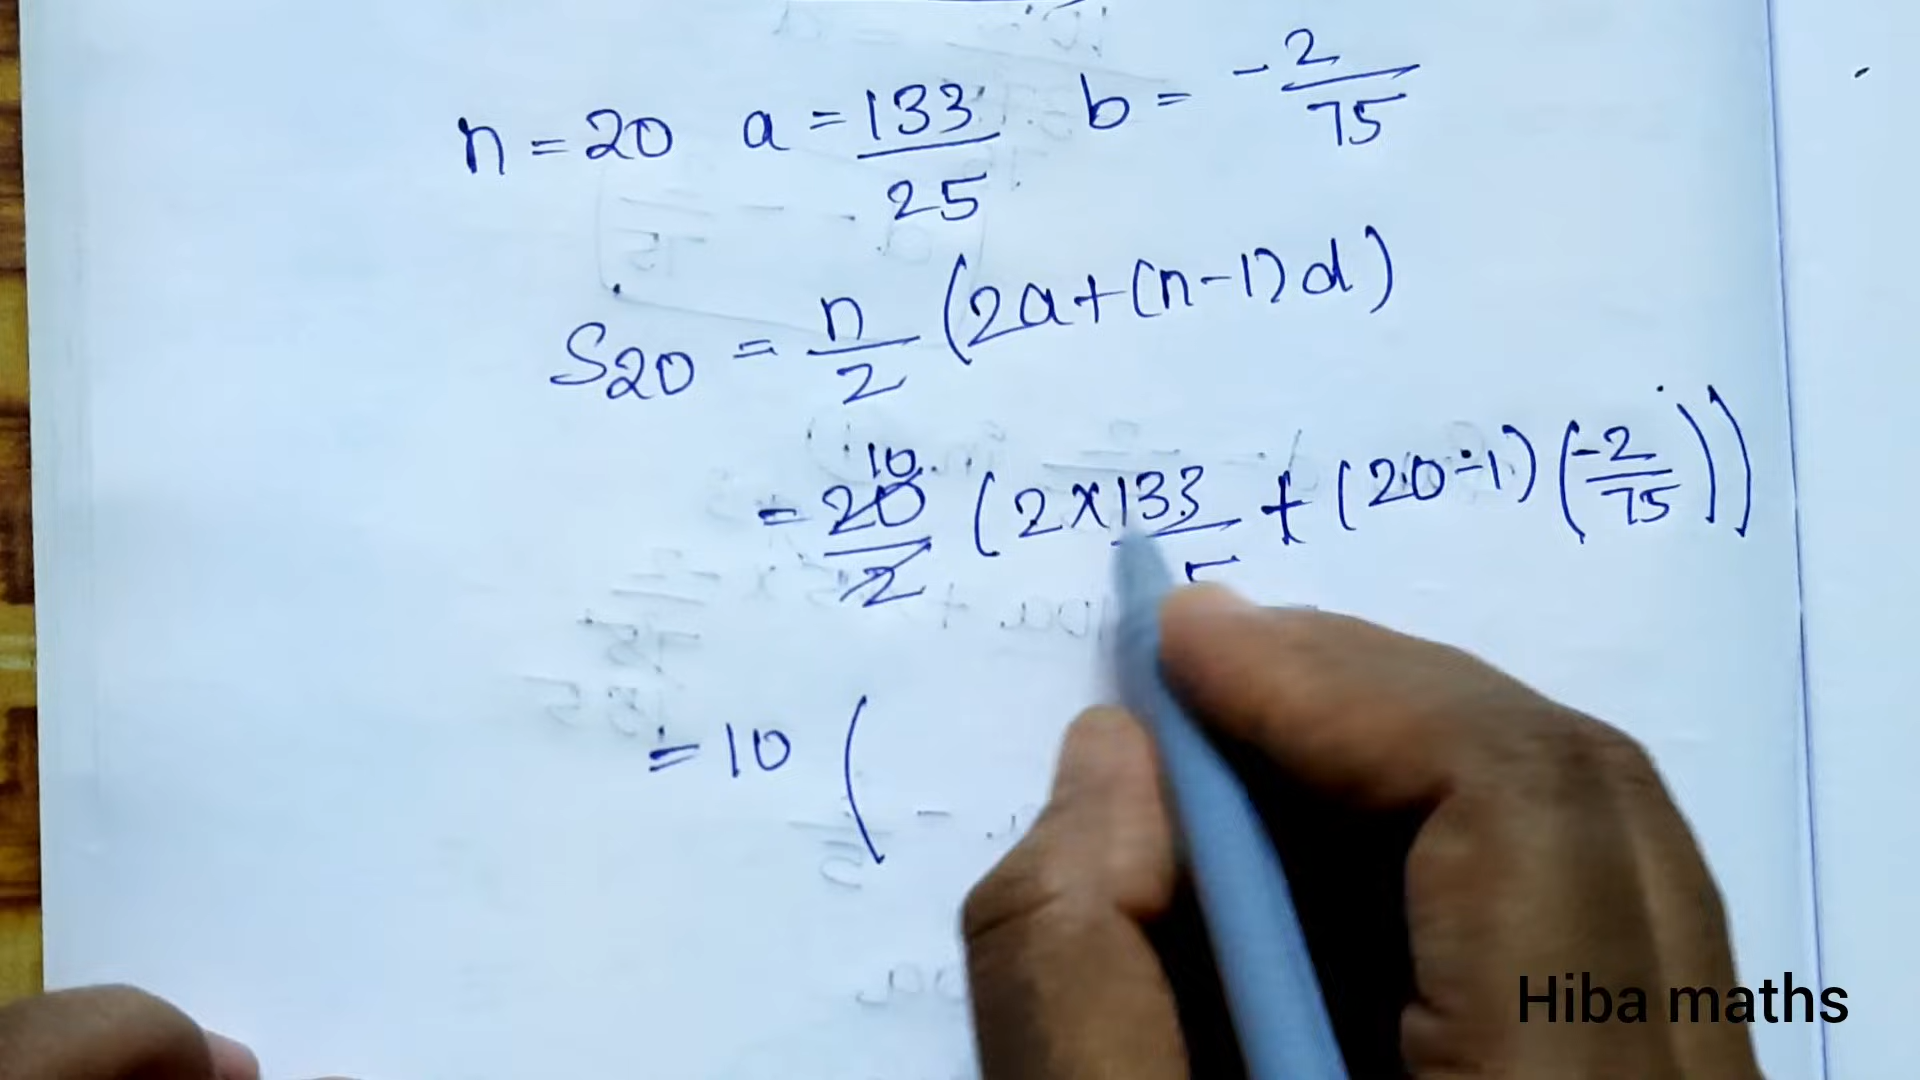 n = 20 a = 133/25 b = -2/75
S20 = n/2 (2a+(n-1)d)
= 20/2 10 (2×133/5 + (20-1)(-2/75))
= 10 (
Hiba maths